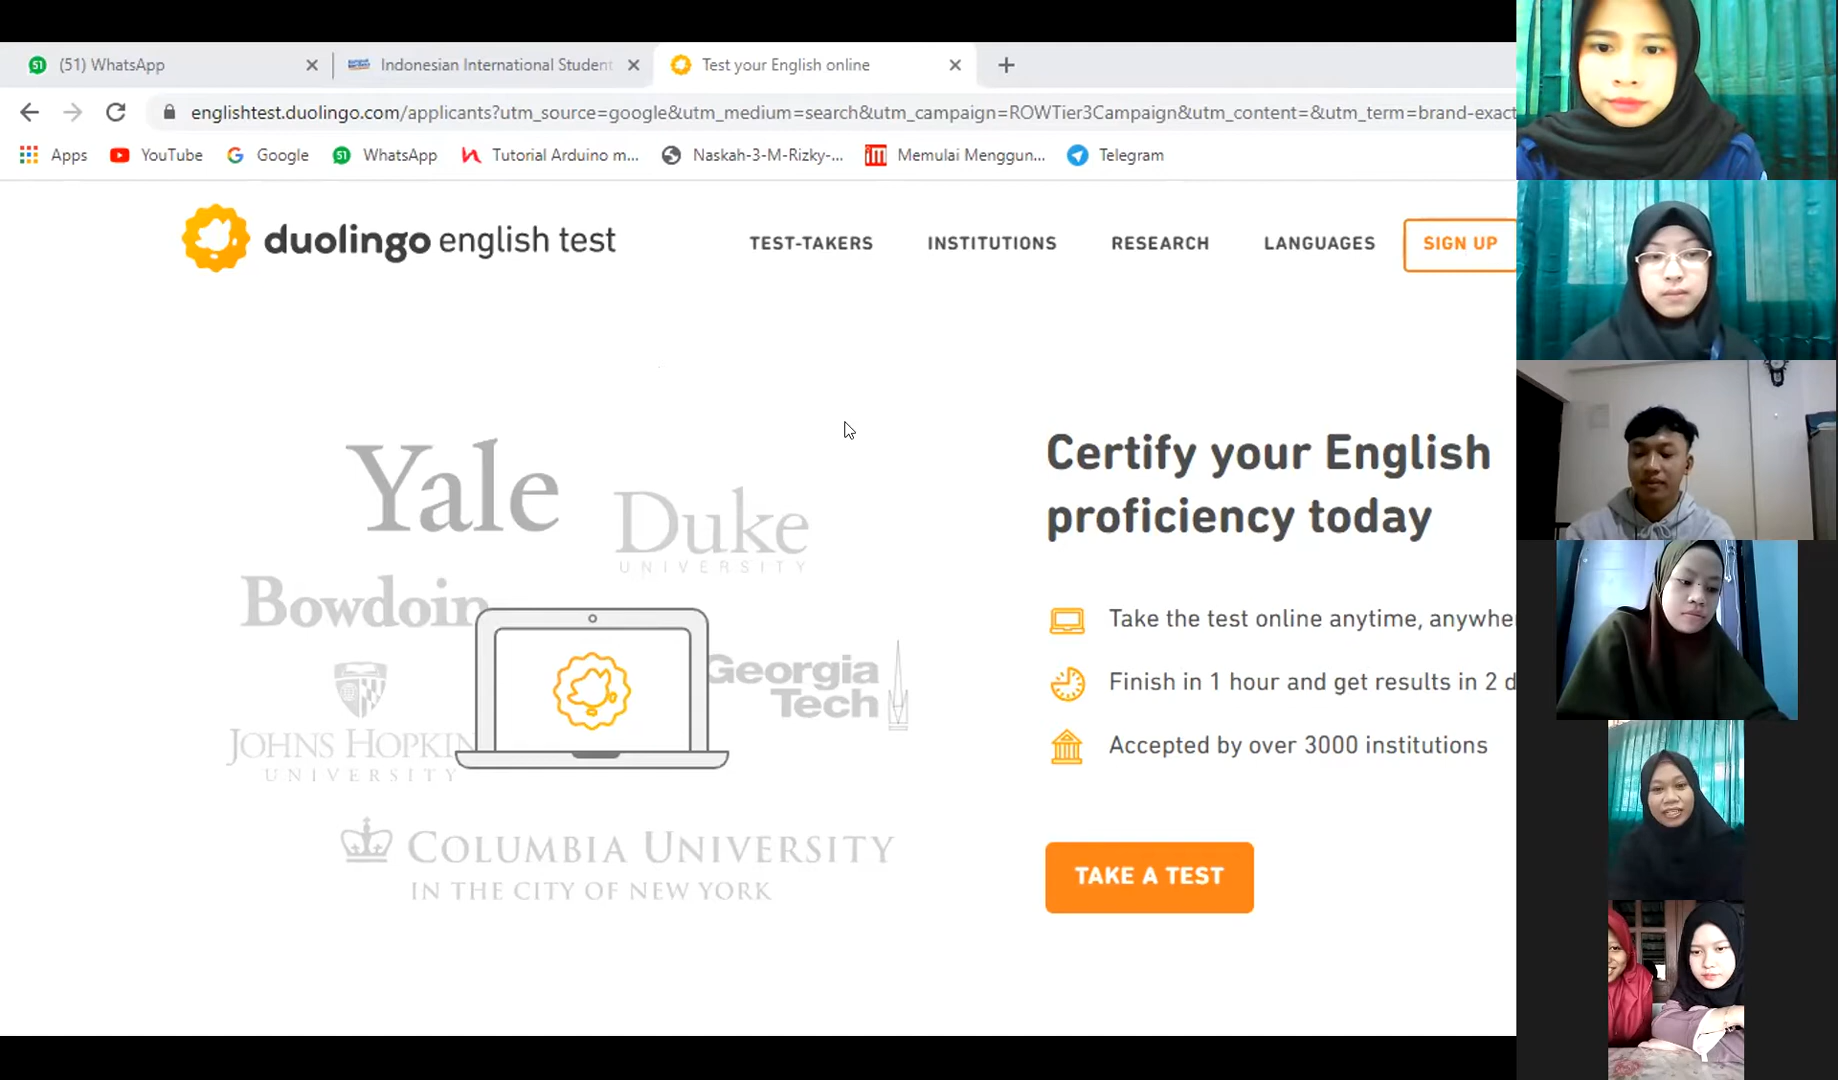 51 (51) WhatsApp
Indonesian International Student
Test your English online
englishtest.duolingo.com/applicants?utm_source=google&utm_medium=search&utm_campaign=ROWTier3Campaign&utm_content=&utm_term=brand-exact
Apps YouTube Google 51 WhatsApp Tutorial Arduino m... Naskah-3-M-Rizky-... Memulai Menggun... Telegram
duolingo english test
TEST-TAKERS INSTITUTIONS RESEARCH LANGUAGES SIGN UP
Yale
Duke
UNIVERSITY
Bowdoin
Georgia
Tech
JOHNS HOPKIN
UNIVERSITY
COLUMBIA UNIVERSITY
IN THE CITY OF NEW YORK
Certify your English
proficiency today
Take the test online anytime, anywhe
Finish in 1 hour and get results in 2 d
Accepted by over 3000 institutions
TAKE A TEST